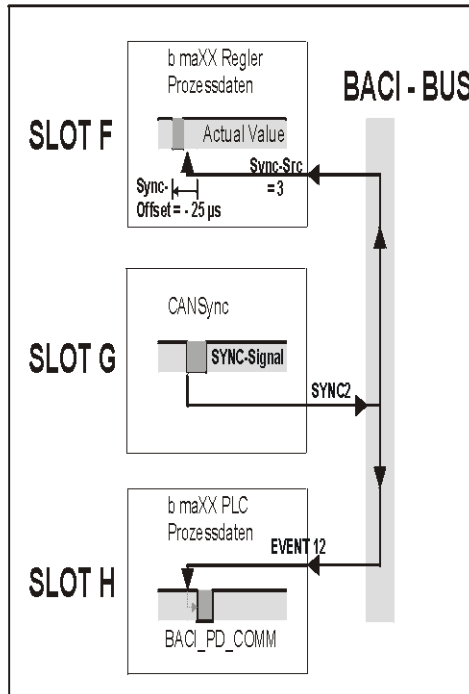 b maXX Regler
Prozessdaten
BACI - BUS
SLOT F
Actual Value
Sync-Src
= 3
Sync-
Offset = - 25 µs
CANSync
SLOT G
SYNC-Signal
SYNC2
b maXX PLC
Prozessdaten
EVENT 12
SLOT H
BACI_PD_COMM